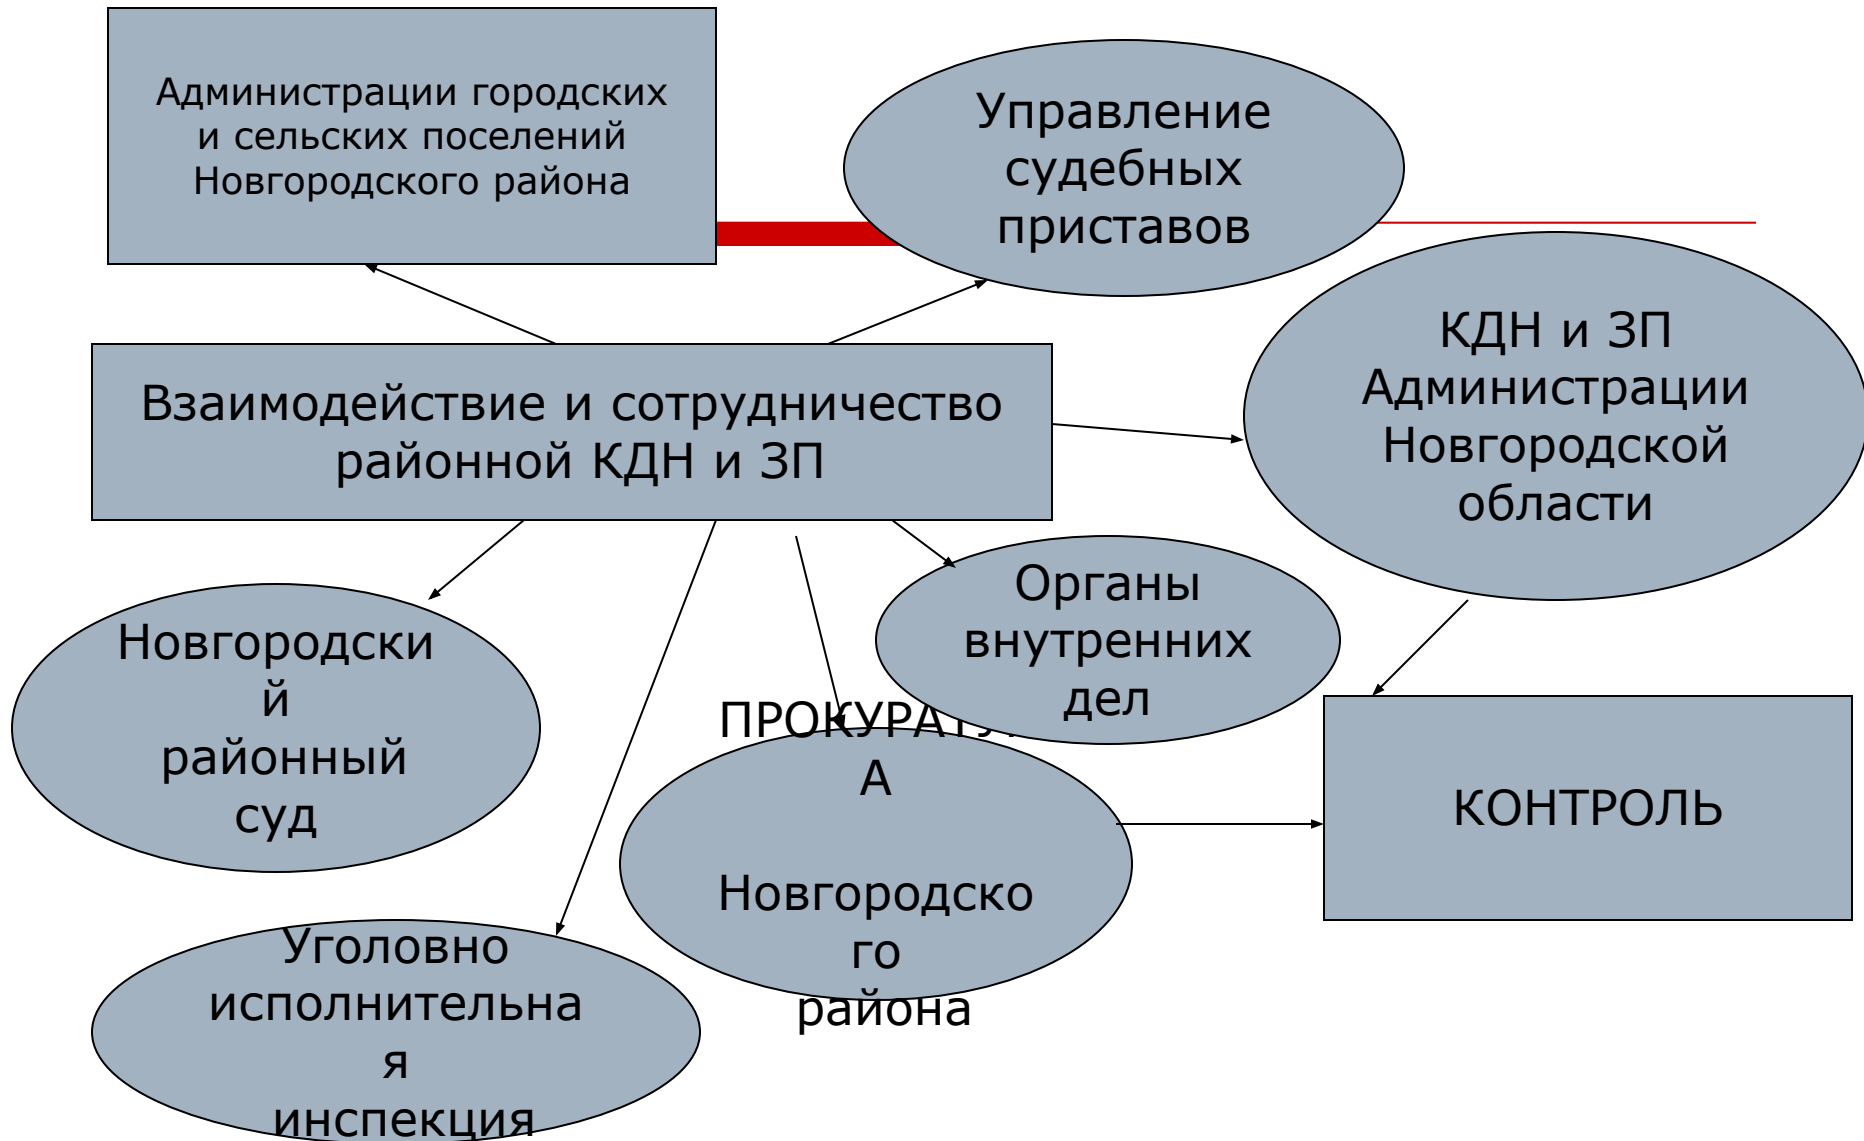 Администрации городских
и сельских поселений
Новгородского района
Управление
судебных
приставов
КДН и ЗП
Администрации
Новгородской
области
Взаимодействие и сотрудничество
районной КДН и ЗП
Органы
внутренних
дел
Новгородски
й
районный
суд
ПРОКУРАТУР
А
Новгородско
го
района
КОНТРОЛЬ
Уголовно
исполнительна
я
инспекция